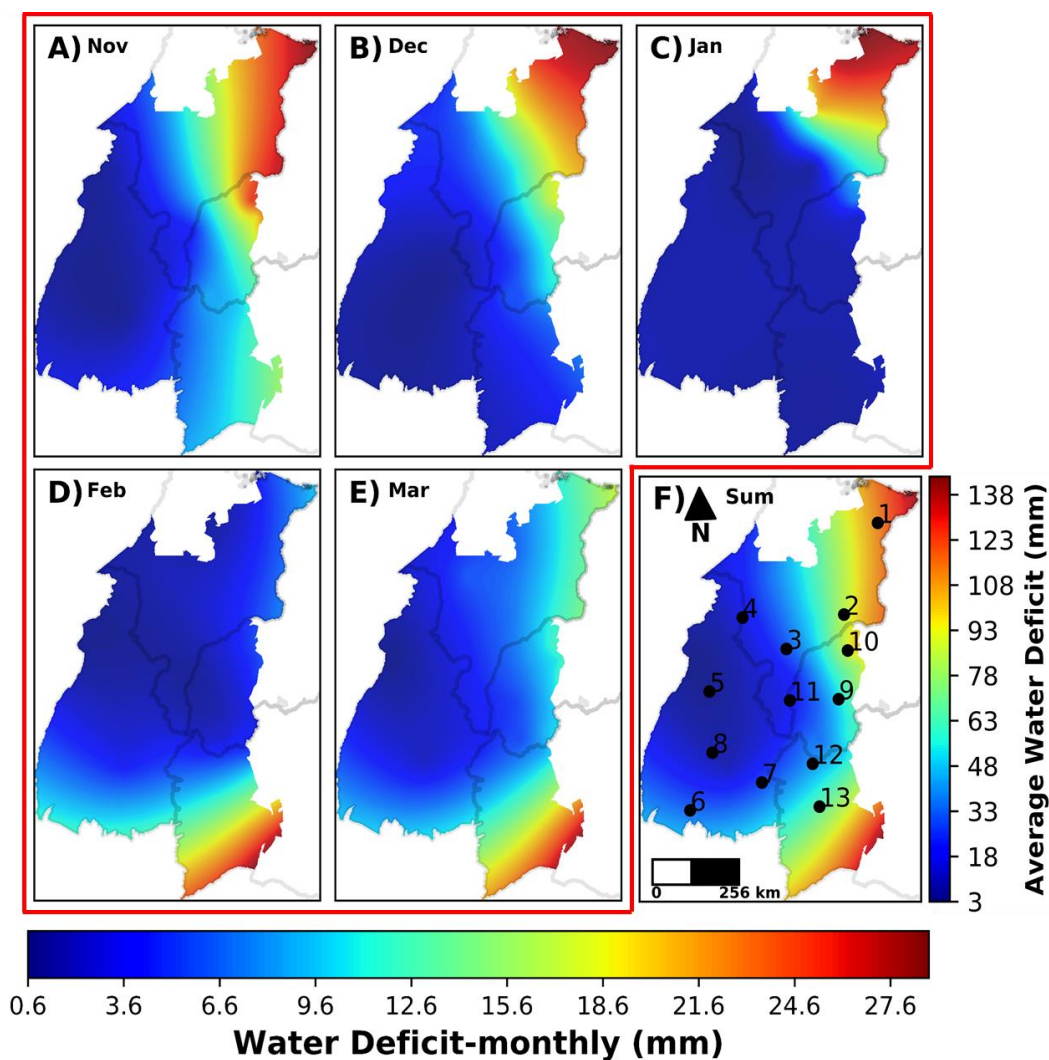 A) Nov
B) Dec
C) Jan
D) Feb
E) Mar
F) Sum
N
1
2
4
3
10
5
11
9
8
12
7
6
13
0 256 km
138
123
108
93
78
63
48
33
18
3
Average Water Deficit (mm)
0.6 3.6 6.6 9.6 12.6 15.6 18.6 21.6 24.6 27.6
Water Deficit-monthly (mm)